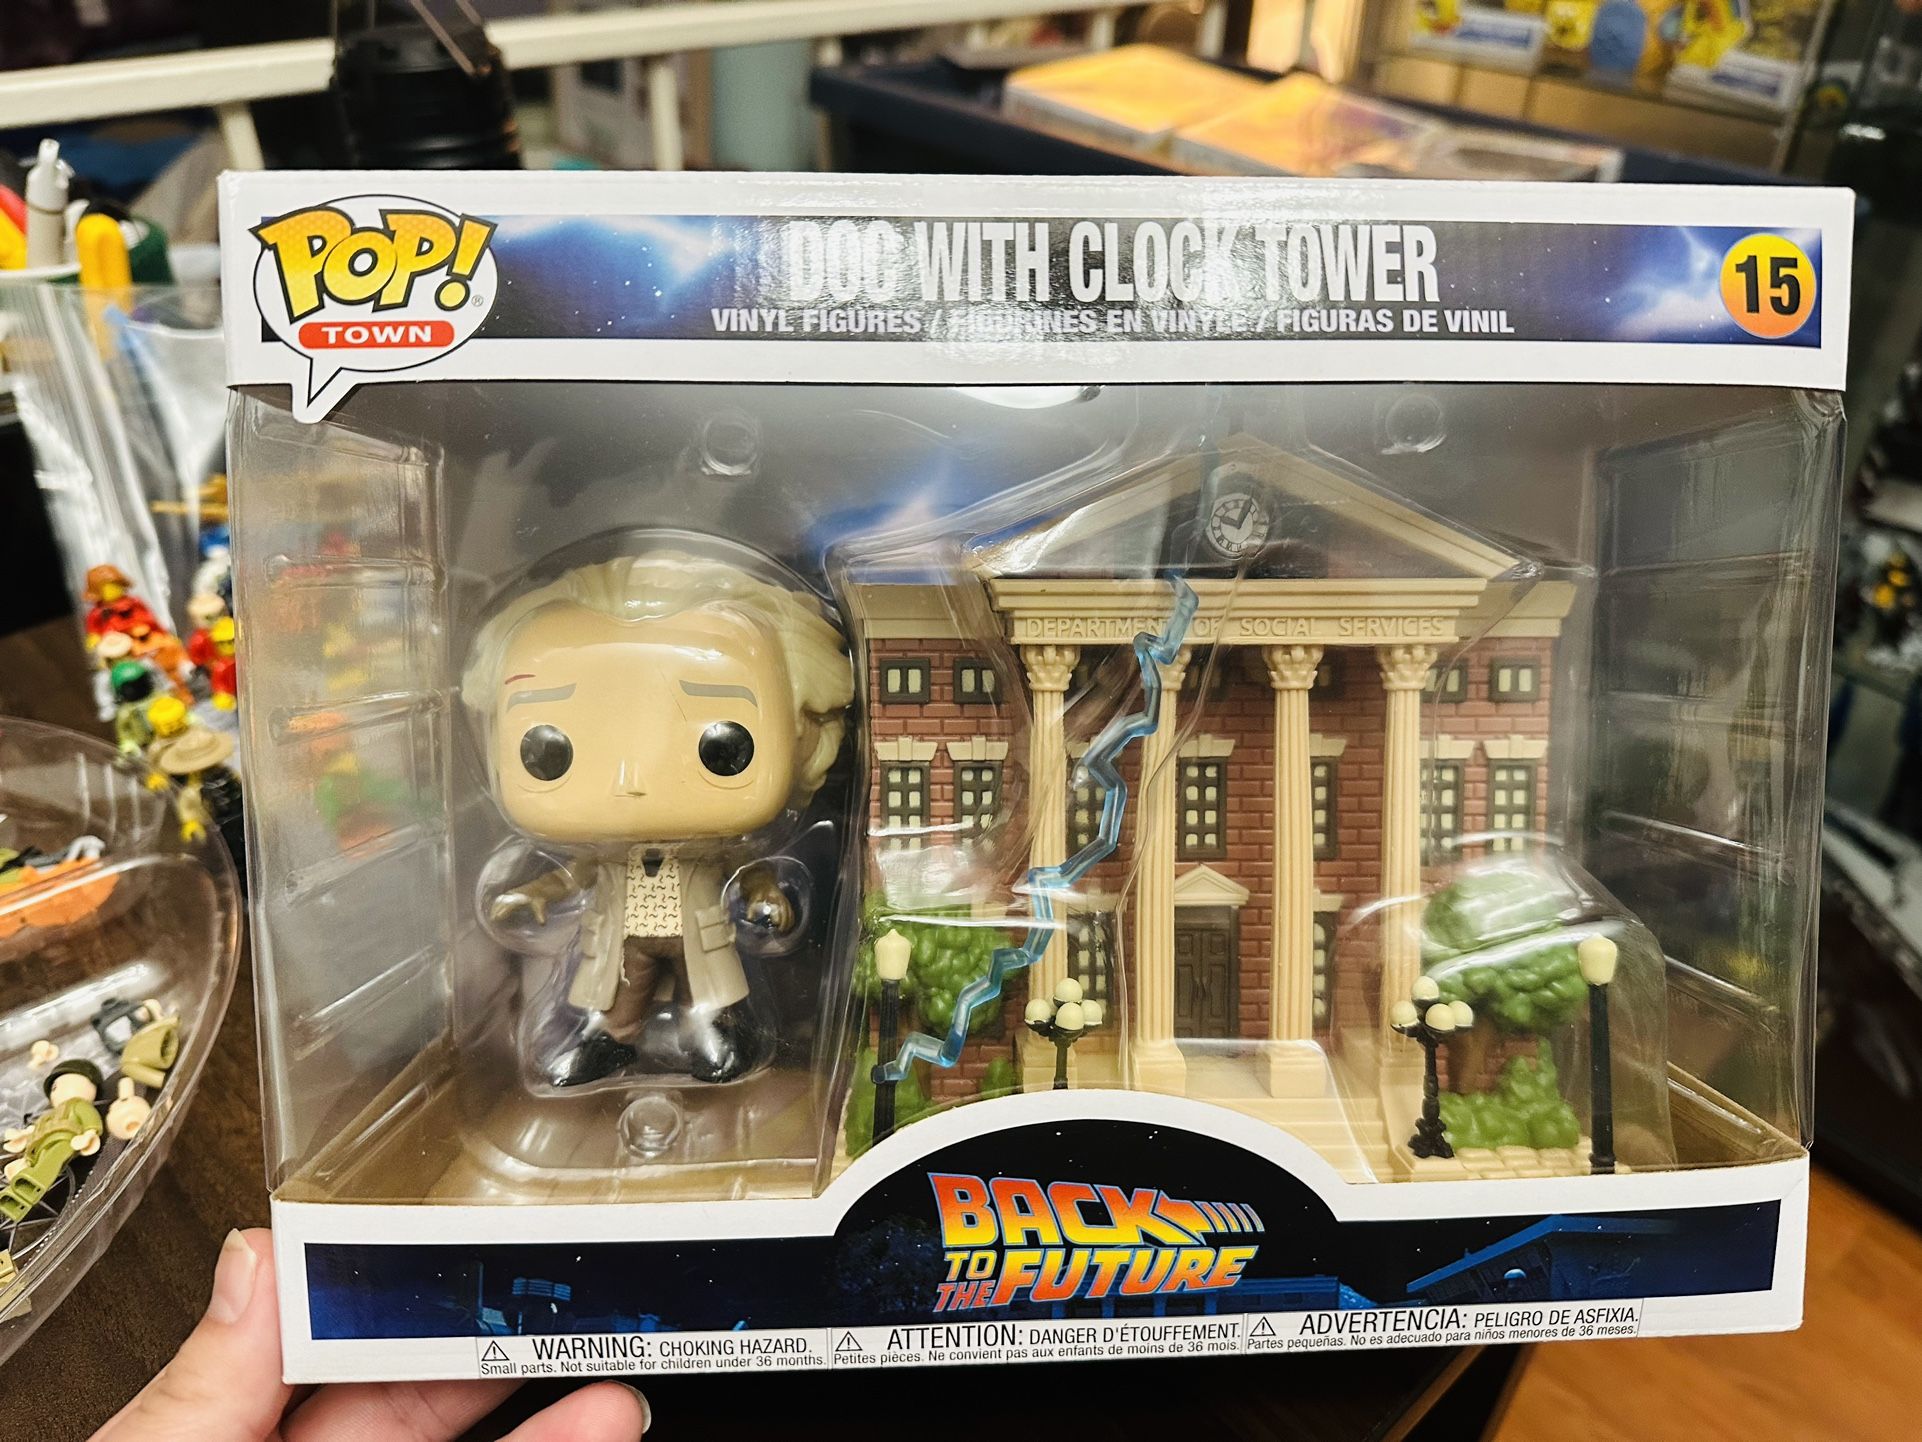 POP!®
TOWN
DOC WITH CLOCK TOWER
VINYL FIGURES / FIGURINES EN VINYLE / FIGURAS DE VINIL
15
DEPARTMENT OF SOCIAL SERVICES
BACK
TO
THE FUTURE
WARNING: CHOKING HAZARD.
Small parts. Not suitable for children under 36 months.
ATTENTION: DANGER D'ÉTOUFFEMENT.
Petites pièces. Ne convient pas aux enfants de moins de 36 mois.
ADVERTENCIA: PELIGRO DE ASFIXIA.
Partes pequeñas. No es adecuado para niños menores de 36 meses.